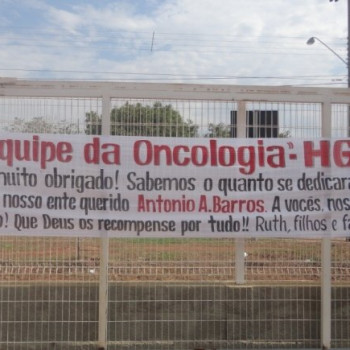 quipe da Oncologia - HG
muito obrigado! Sabemos o quanto se dedicara
nosso ente querido Antonio A. Barros. A vocês, nos
o! Que Deus os recompense por tudo!! Ruth, filhos e fa